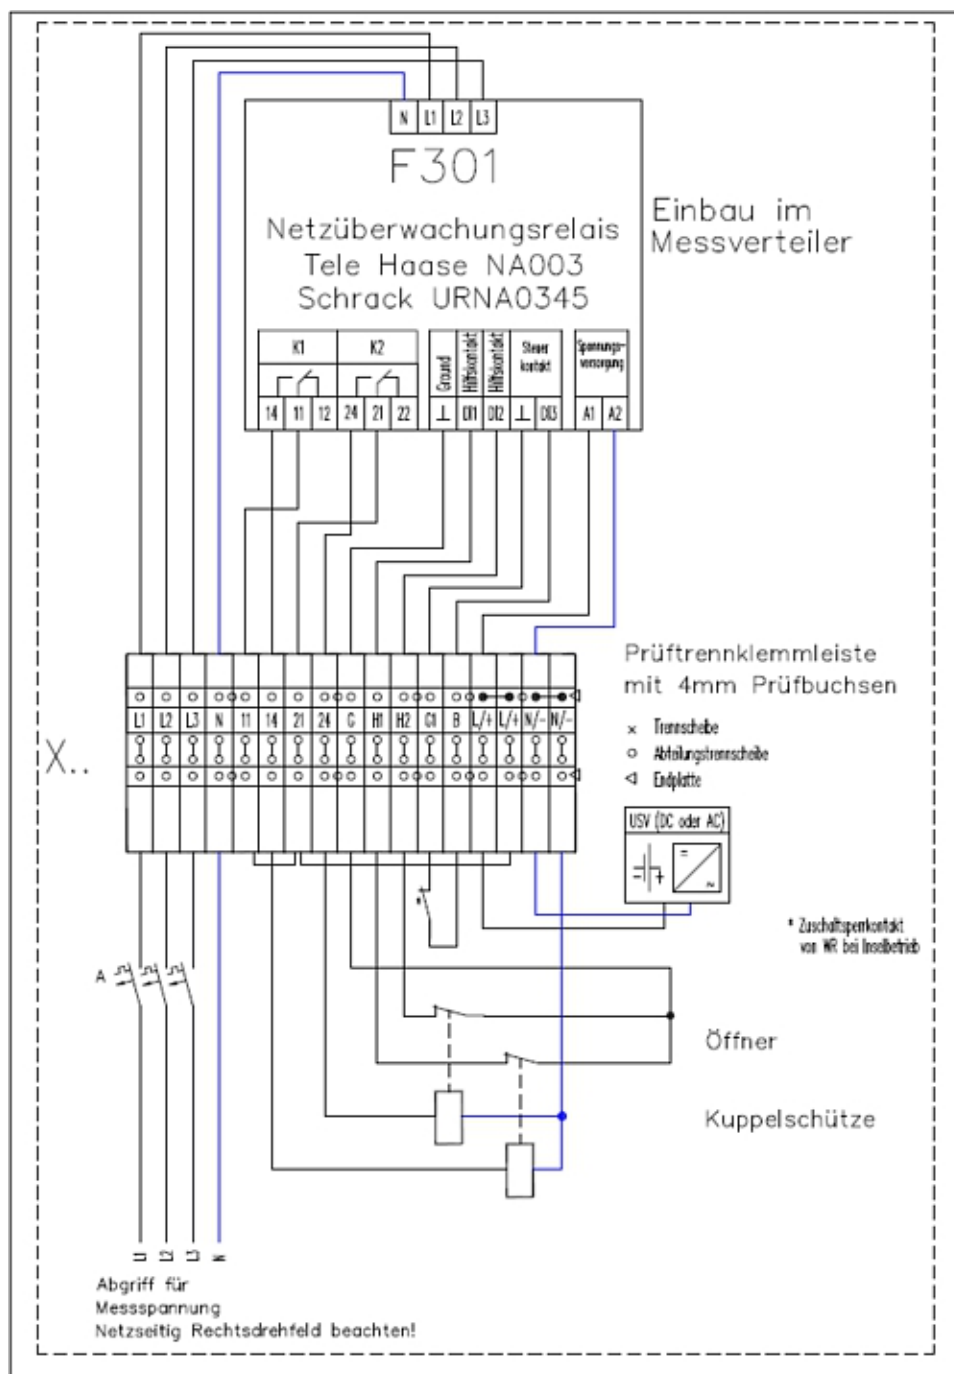 N L1 L2 L3
F301
Netzüberwachungsrelais
Tele Haase NA003
Schrack URNA0345
Einbau im
Messverteiler
K1 K2
Ground
Hilfskontakt
Hilfskontakt
Steuer
kontakt
Spannungs-
versorgung
14 11 12 24 21 22 ⊥ DI1 DI2 ⊥ DI3 A1 A2
Prüftrennklemmleiste
mit 4mm Prüfbuchsen
x Trennscheibe
o Abteilungstrennscheibe
◁ Endplatte
X..
L1 L2 L3 N 11 14 21 24 G H1 H2 G1 B L/+ L/+ N/- N/-
USV (DC oder AC)
* Zuschaltsperrkontakt
von WR bei Inselbetrieb
*
A
Öffner
Kuppelschütze
L1 L2 L3 N
Abgriff für
Messspannung
Netzseitig Rechtsdrehfeld beachten!